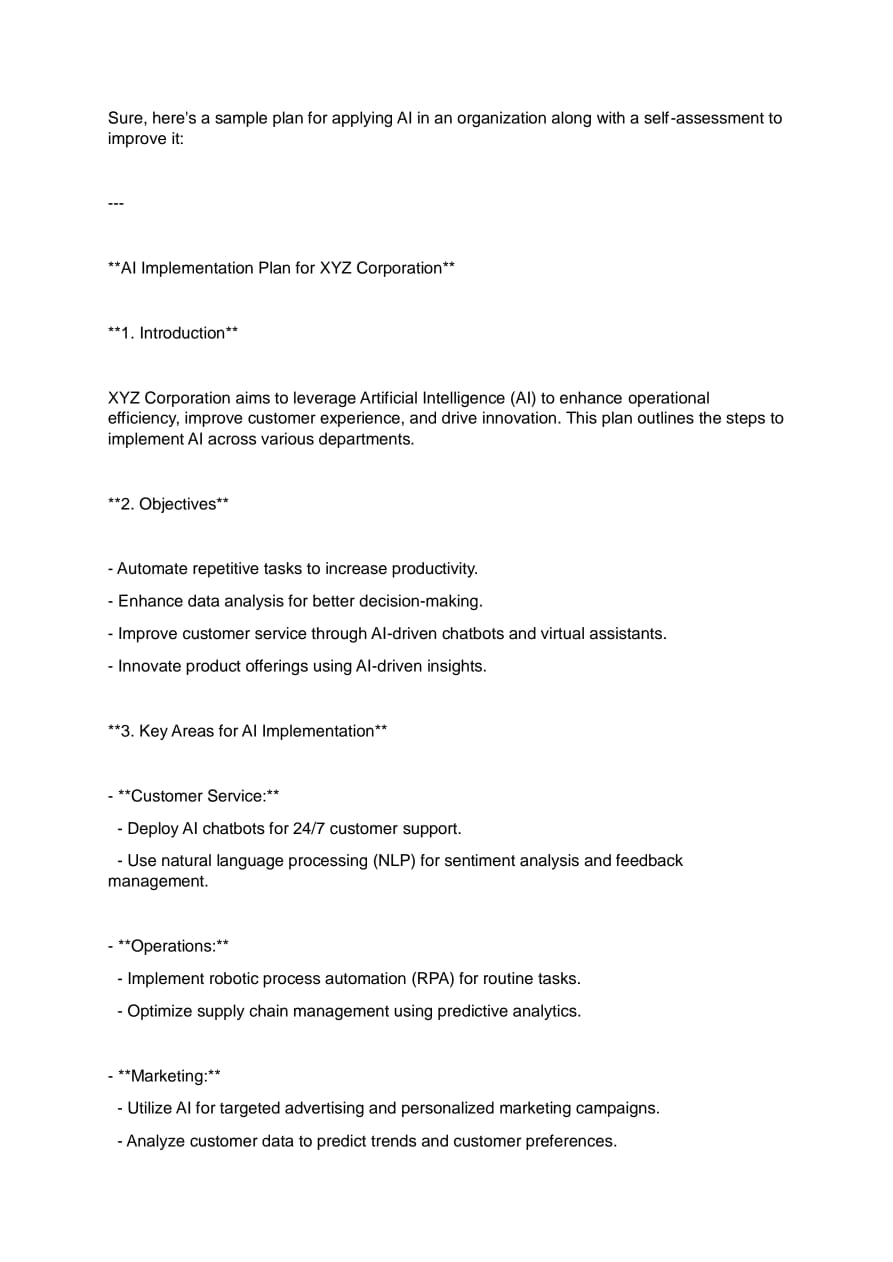 Sure, here's a sample plan for applying AI in an organization along with a self-assessment to
improve it:
---
**AI Implementation Plan for XYZ Corporation**
**1. Introduction**
XYZ Corporation aims to leverage Artificial Intelligence (AI) to enhance operational
efficiency, improve customer experience, and drive innovation. This plan outlines the steps to
implement AI across various departments.
**2. Objectives**
- Automate repetitive tasks to increase productivity.
- Enhance data analysis for better decision-making.
- Improve customer service through AI-driven chatbots and virtual assistants.
- Innovate product offerings using AI-driven insights.
**3. Key Areas for AI Implementation**
- **Customer Service:**
- Deploy AI chatbots for 24/7 customer support.
- Use natural language processing (NLP) for sentiment analysis and feedback
management.
- **Operations:**
- Implement robotic process automation (RPA) for routine tasks.
- Optimize supply chain management using predictive analytics.
- **Marketing:**
- Utilize AI for targeted advertising and personalized marketing campaigns.
- Analyze customer data to predict trends and customer preferences.